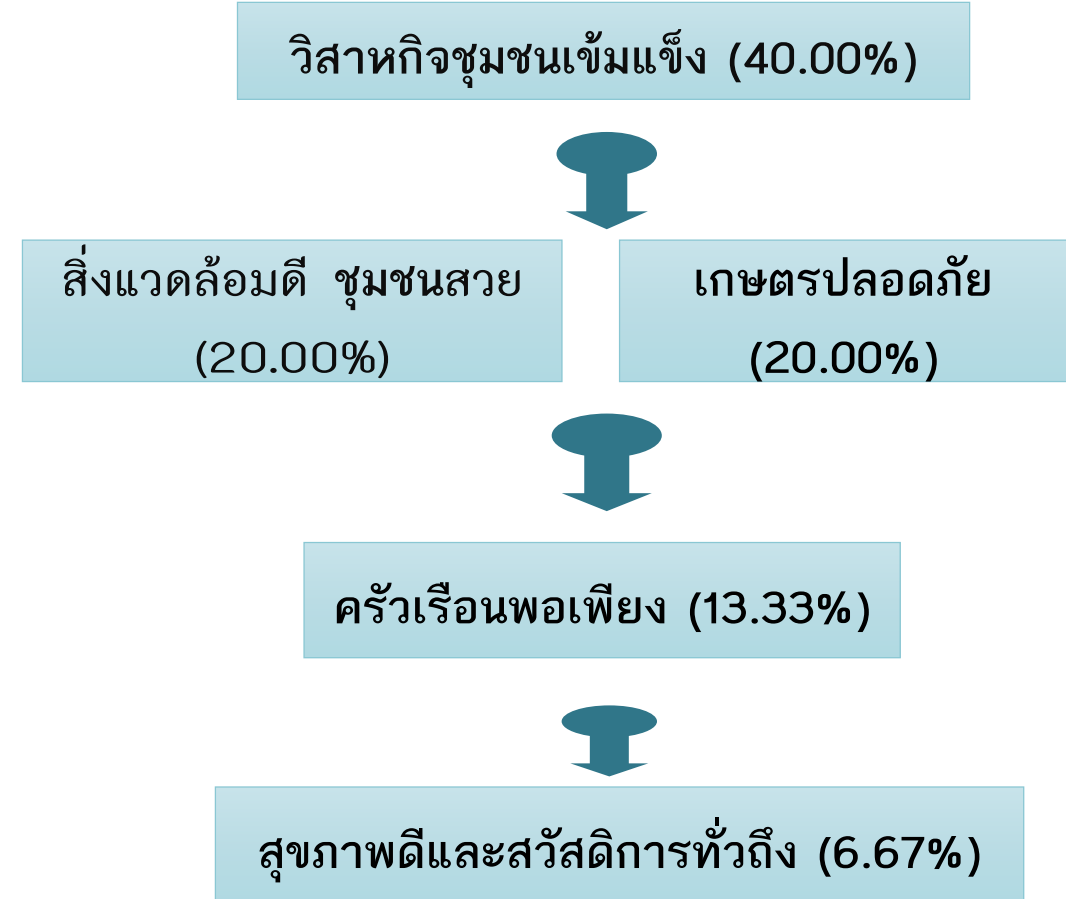 วิสาหกิจชุมชนเข้มแข็ง (40.00%)
สิ่งแวดล้อมดี ชุมชนสวย
(20.00%)
เกษตรปลอดภัย
(20.00%)
ครัวเรือนพอเพียง (13.33%)
สุขภาพดีและสวัสดิการทั่วถึง (6.67%)